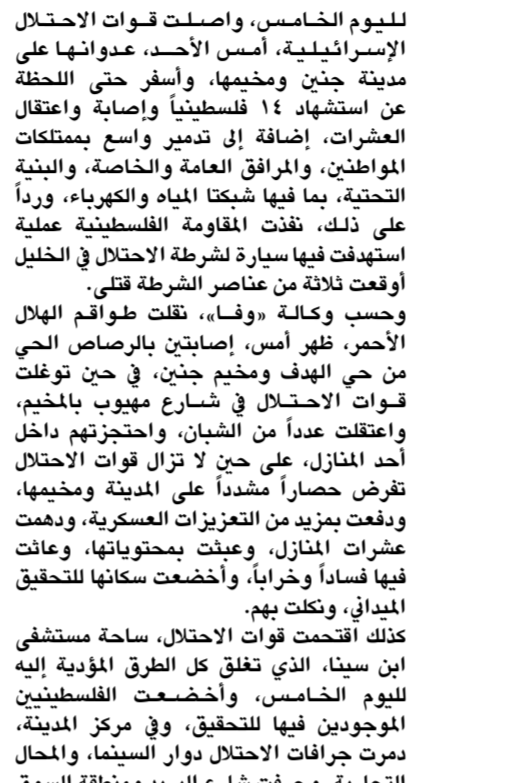 لليوم الخامس، واصلت قوات الاحتلال
الإسرائيلية، أمس الأحد، عدوانها على
مدينة جنين ومخيمها، وأسفر حتى اللحظة
عن استشهاد ١٤ فلسطينياً وإصابة واعتقال
العشرات، إضافة إلى تدمير واسع بممتلكات
المواطنين، والمرافق العامة والخاصة، والبنية
التحتية، بما فيها شبكتا المياه والكهرباء، ورداً
على ذلك، نفذت المقاومة الفلسطينية عملية
استهدفت فيها سيارة لشرطة الاحتلال في الخليل
أوقعت ثلاثة من عناصر الشرطة قتلى.
وحسب وكالة «وفا»، نقلت طواقم الهلال
الأحمر، ظهر أمس، إصابتين بالرصاص الحي
من حي الهدف ومخيم جنين، في حين توغلت
قوات الاحتلال في شارع مهيوب بالمخيم،
واعتقلت عدداً من الشبان، واحتجزتهم داخل
أحد المنازل، على حين لا تزال قوات الاحتلال
تفرض حصاراً مشدداً على المدينة ومخيمها،
ودفعت بمزيد من التعزيزات العسكرية، ودهمت
عشرات المنازل، وعبثت بمحتوياتها، وعاثت
فيها فساداً وخراباً، وأخضعت سكانها للتحقيق
الميداني، ونكلت بهم.
كذلك اقتحمت قوات الاحتلال، ساحة مستشفى
ابن سينا، الذي تغلق كل الطرق المؤدية إليه
لليوم الخامس، وأخضعت الفلسطينيين
الموجودين فيها للتحقيق، وفي مركز المدينة،
دمرت جرافات الاحتلال دوار السينما، والمحال